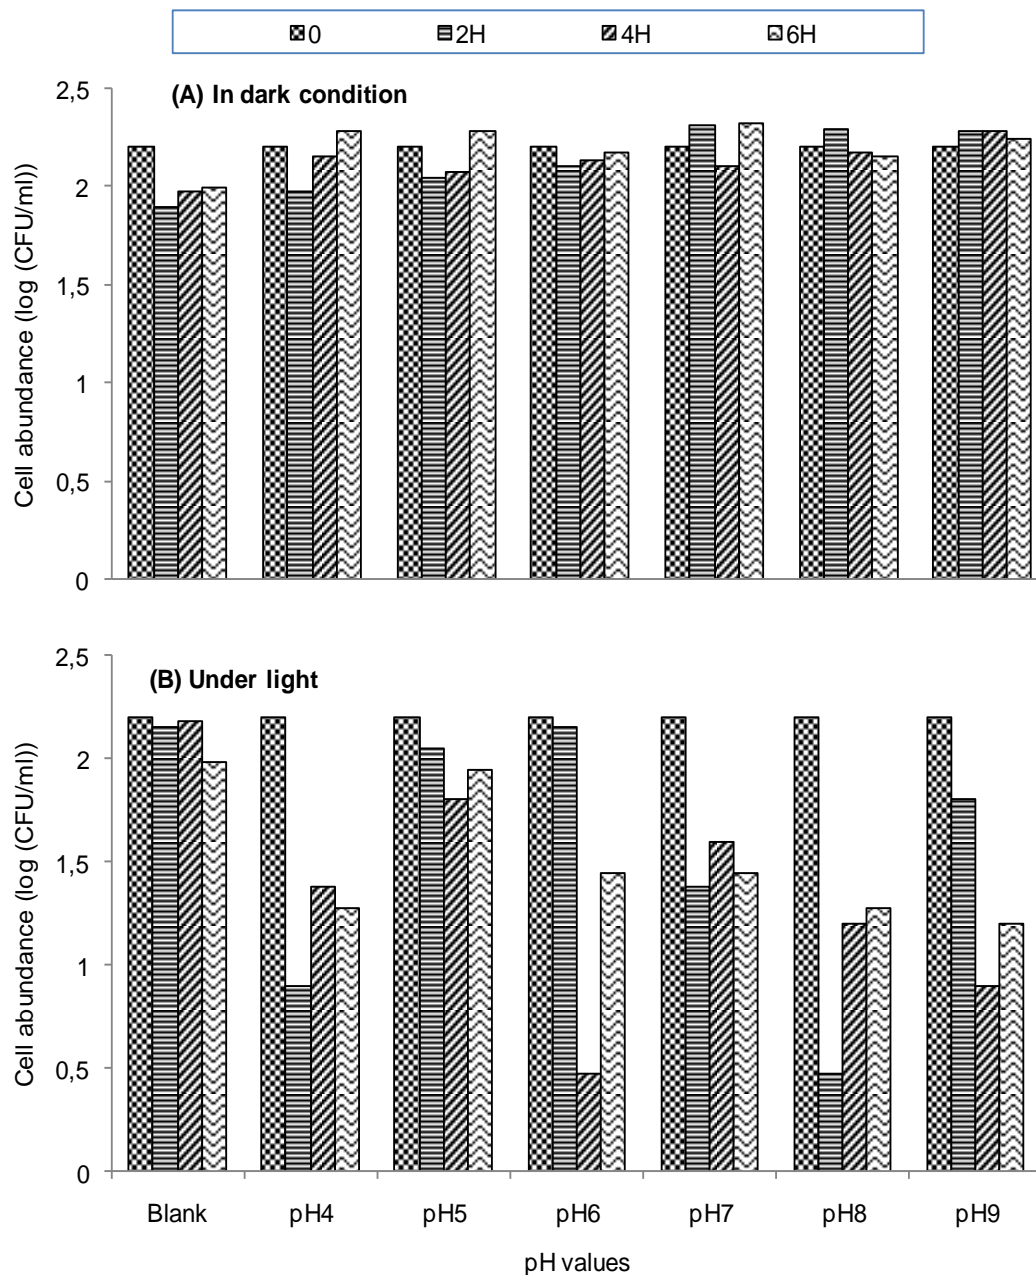 0 2H 4H 6H
(A) In dark condition
2,5
2
1,5
1
0,5
0
Cell abundance (log (CFU/ml))
(B) Under light
2,5
2
1,5
1
0,5
0
Cell abundance (log (CFU/ml))
Blank pH4 pH5 pH6 pH7 pH8 pH9
pH values